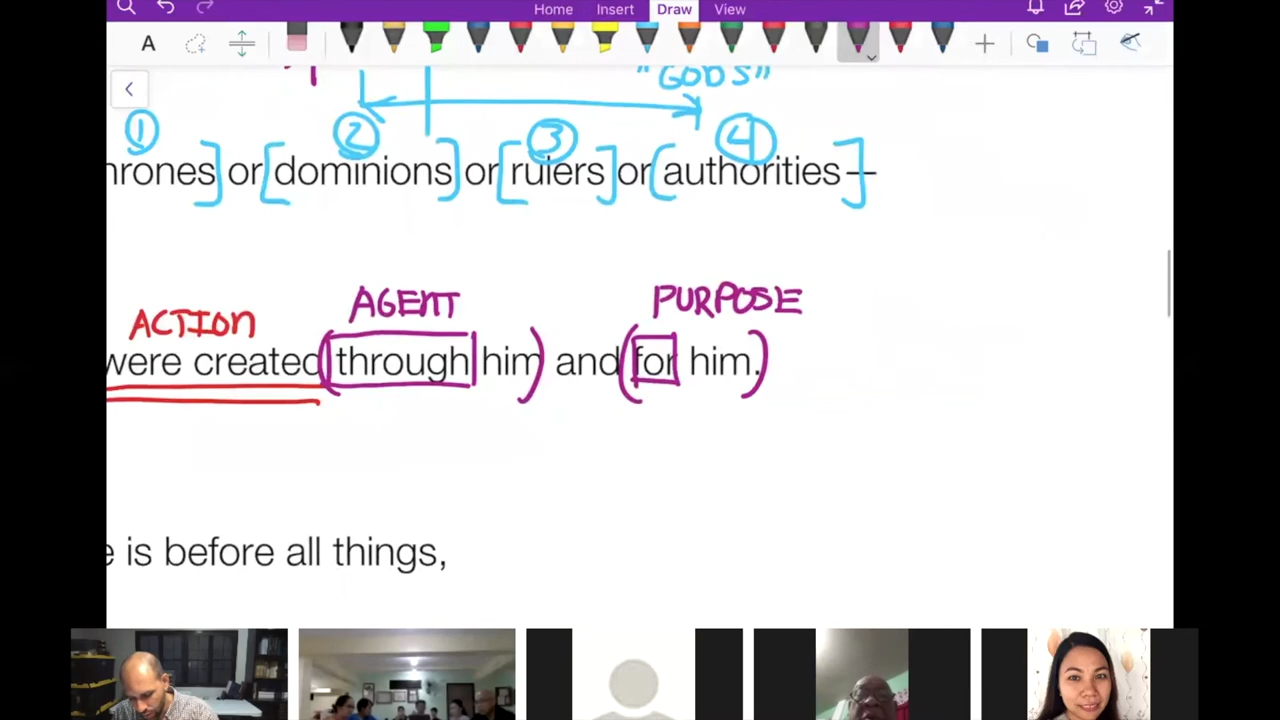 Home Insert Draw View
A
"GODS"
① ② ③ ④
hrones] or [dominions] or [rulers] or [authorities]—
ACTION AGENT PURPOSE
were created (through him) and (for him.)
e is before all things,